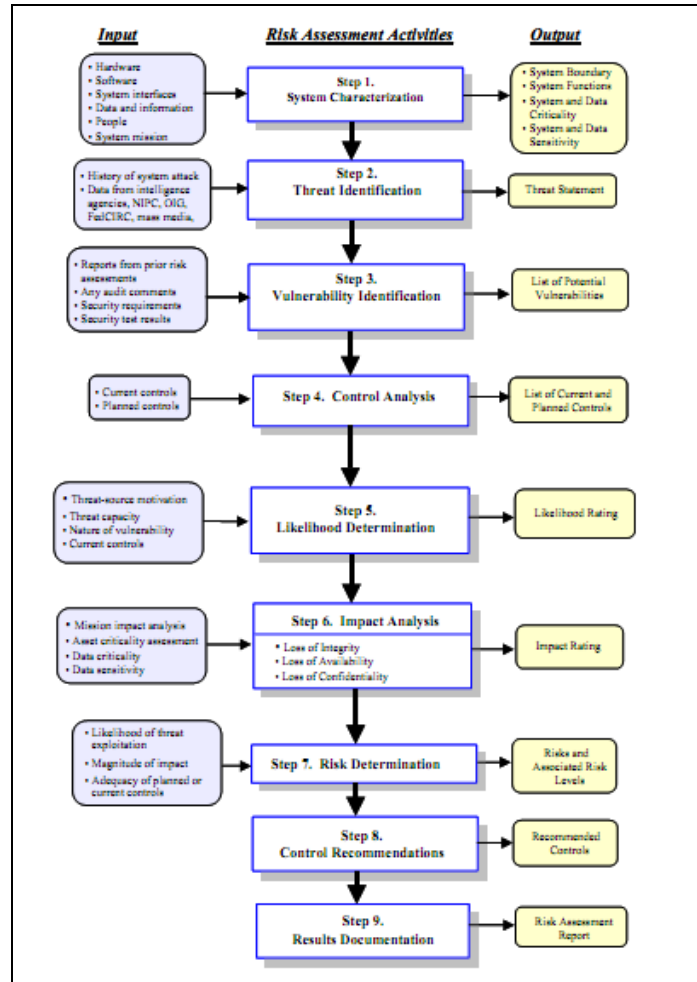 Input
Risk Assessment Activities
Output
• Hardware
• Software
• System interfaces
• Data and information
• People
• System mission
Step 1.
System Characterization
• System Boundary
• System Functions
• System and Data
Criticality
• System and Data
Sensitivity
• History of system attack
• Data from intelligence
agencies, NIPC, OIG,
FedCIRC, mass media,
Step 2.
Threat Identification
Threat Statement
• Reports from prior risk
assessments
• Any audit comments
• Security requirements
• Security test results
Step 3.
Vulnerability Identification
List of Potential
Vulnerabilities
• Current controls
• Planned controls
Step 4. Control Analysis
List of Current and
Planned Controls
• Threat-source motivation
• Threat capacity
• Nature of vulnerability
• Current controls
Step 5.
Likelihood Determination
Likelihood Rating
• Mission impact analysis
• Asset criticality assessment
• Data criticality
• Data sensitivity
Step 6. Impact Analysis
• Loss of Integrity
• Loss of Availability
• Loss of Confidentiality
Impact Rating
• Likelihood of threat
exploitation
• Magnitude of impact
• Adequacy of planned or
current controls
Step 7. Risk Determination
Risks and
Associated Risk
Levels
Step 8.
Control Recommendations
Recommended
Controls
Step 9.
Results Documentation
Risk Assessment
Report